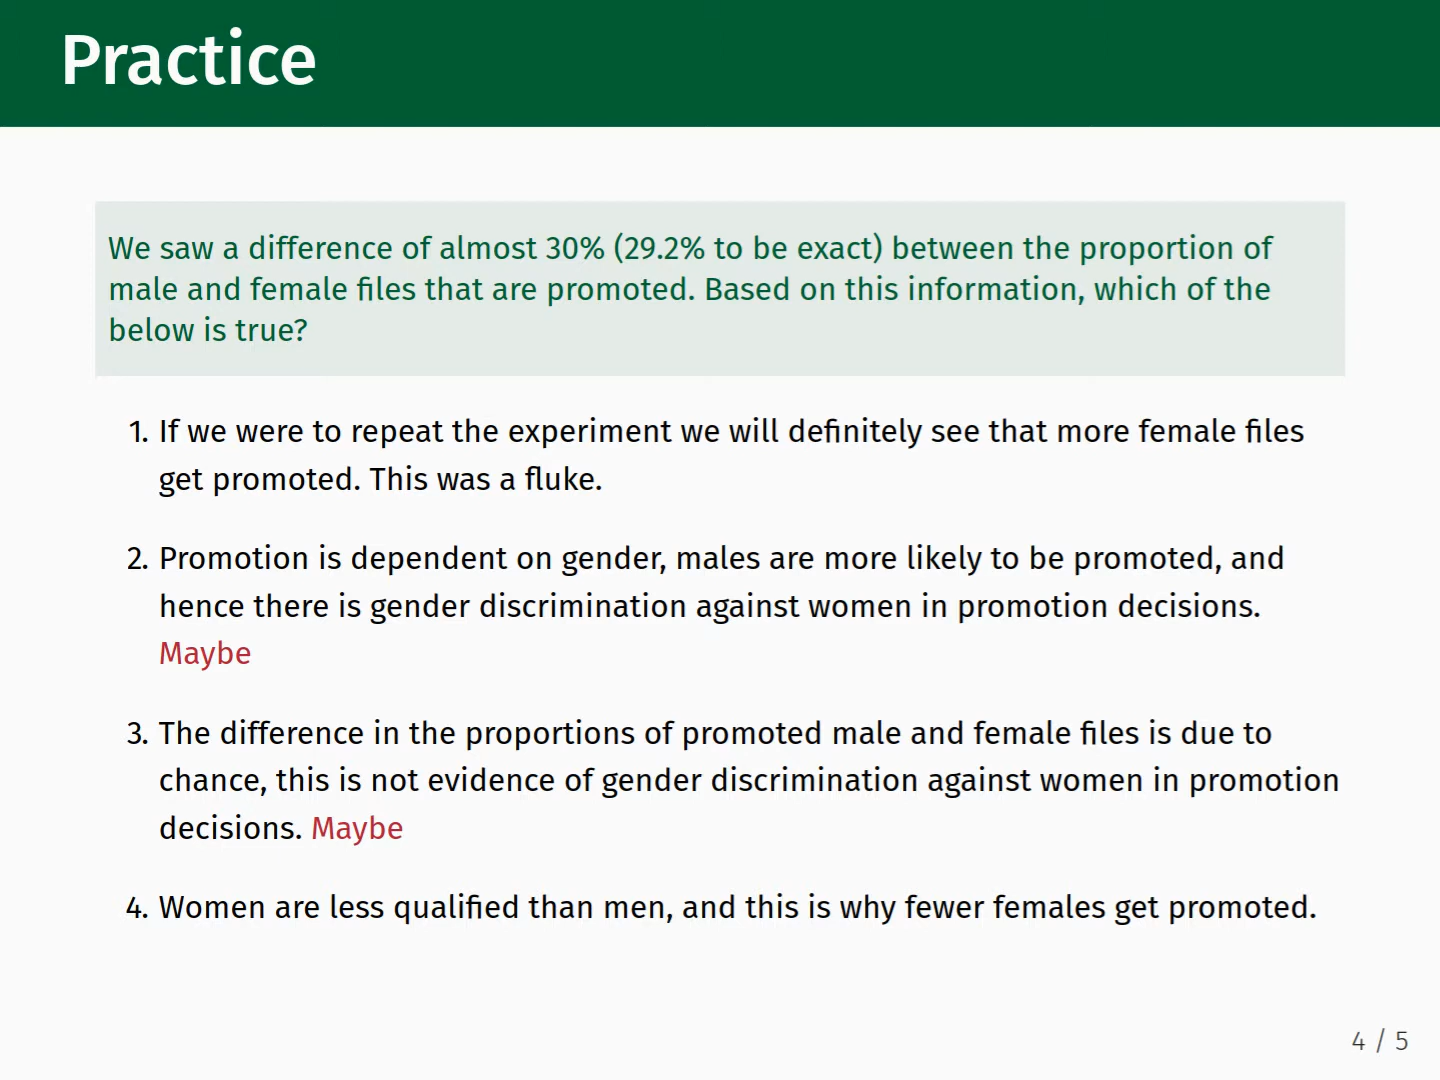 Practice
We saw a difference of almost 30% (29.2% to be exact) between the proportion of
male and female files that are promoted. Based on this information, which of the
below is true?
1. If we were to repeat the experiment we will definitely see that more female files
get promoted. This was a fluke.
2. Promotion is dependent on gender, males are more likely to be promoted, and
hence there is gender discrimination against women in promotion decisions.
Maybe
3. The difference in the proportions of promoted male and female files is due to
chance, this is not evidence of gender discrimination against women in promotion
decisions. Maybe
4. Women are less qualified than men, and this is why fewer females get promoted.
4 / 5